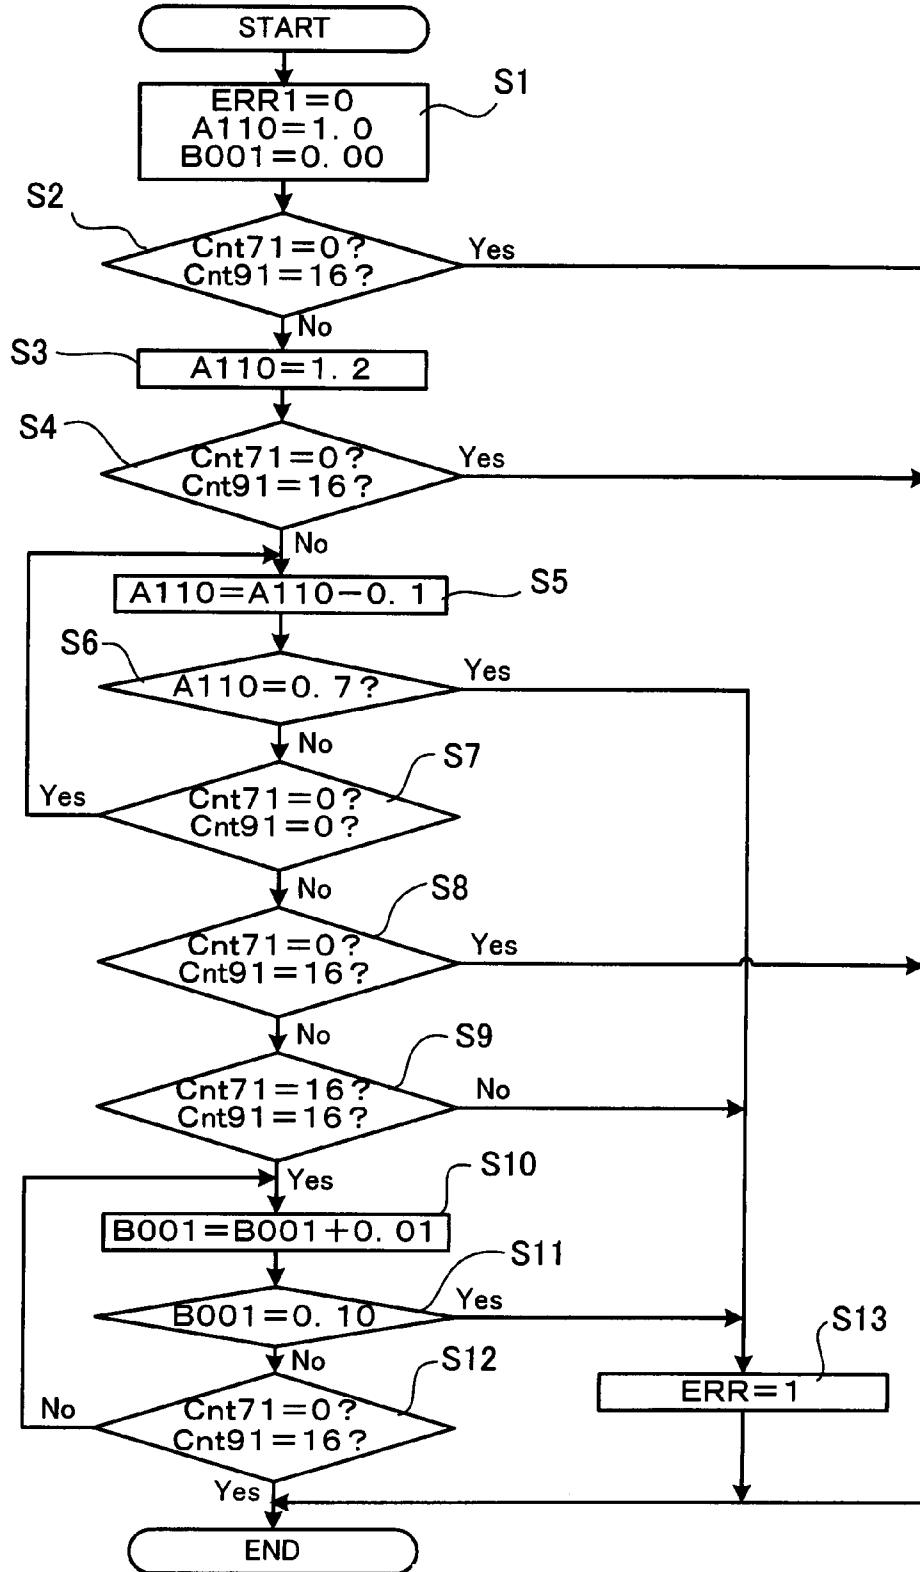 START
S1
ERR1=0
A110=1.0
B001=0.00
S2
Cnt71=0?
Cnt91=16?
Yes
No
S3
A110=1.2
S4
Cnt71=0?
Cnt91=16?
Yes
No
A110=A110-0.1
S5
S6
A110=0.7?
Yes
No
S7
Cnt71=0?
Cnt91=0?
Yes
No
S8
Cnt71=0?
Cnt91=16?
Yes
No
S9
Cnt71=16?
Cnt91=16?
No
Yes
S10
B001=B001+0.01
S11
B001=0.10
Yes
No
S12
S13
ERR=1
Cnt71=0?
Cnt91=16?
No
Yes
END